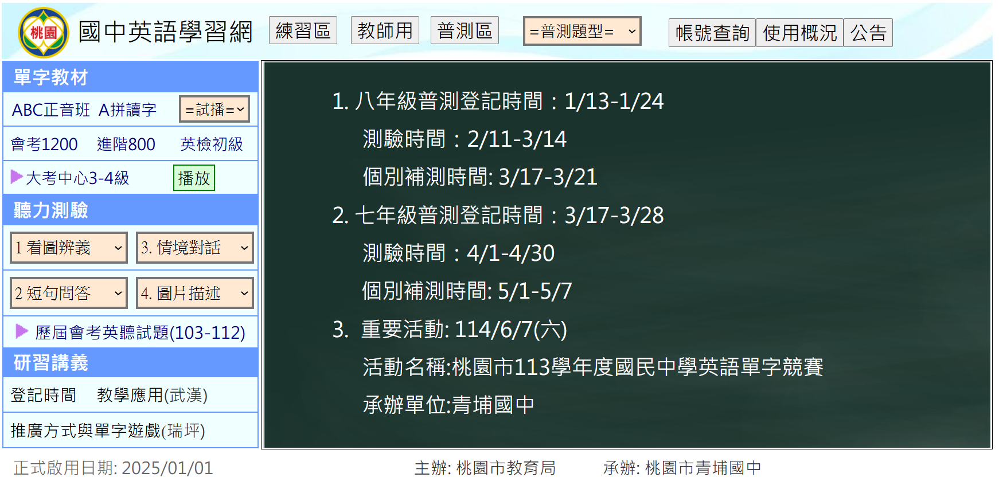 桃園
國中英語學習網
練習區 教師用 普測區 =普測題型= 帳號查詢 使用概況 公告
單字教材
ABC正音班 A拼讀字 =試播=
會考1200 進階800 英檢初級
大考中心3-4級 播放
聽力測驗
1 看圖辨義 3. 情境對話
2 短句問答 4. 圖片描述
歷屆會考英聽試題(103-112)
研習講義
登記時間 教學應用(武漢)
推廣方式與單字遊戲(瑞坪)
1. 八年級普測登記時間：1/13-1/24
測驗時間：2/11-3/14
個別補測時間: 3/17-3/21
2. 七年級普測登記時間：3/17-3/28
測驗時間：4/1-4/30
個別補測時間: 5/1-5/7
3. 重要活動: 114/6/7(六)
活動名稱:桃園市113學年度國民中學英語單字競賽
承辦單位:青埔國中
正式啟用日期: 2025/01/01
主辦: 桃園市教育局 承辦: 桃園市青埔國中